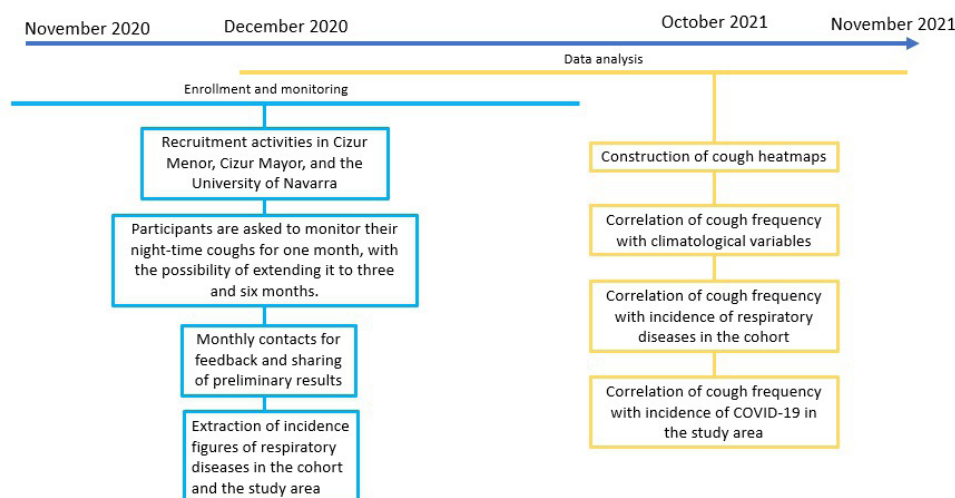 November 2020
December 2020
October 2021
November 2021
Data analysis
Enrollment and monitoring
Recruitment activities in Cizur
Menor, Cizur Mayor, and the
University of Navarra
Participants are asked to monitor their
night-time coughs for one month, with
the possibility of extending it to three
and six months.
Monthly contacts for
feedback and sharing
of preliminary results
Extraction of incidence
figures of respiratory
diseases in the cohort
and the study area
Construction of cough heatmaps
Correlation of cough frequency
with climatological variables
Correlation of cough frequency
with incidence of respiratory
diseases in the cohort
Correlation of cough frequency
with incidence of COVID-19 in
the study area